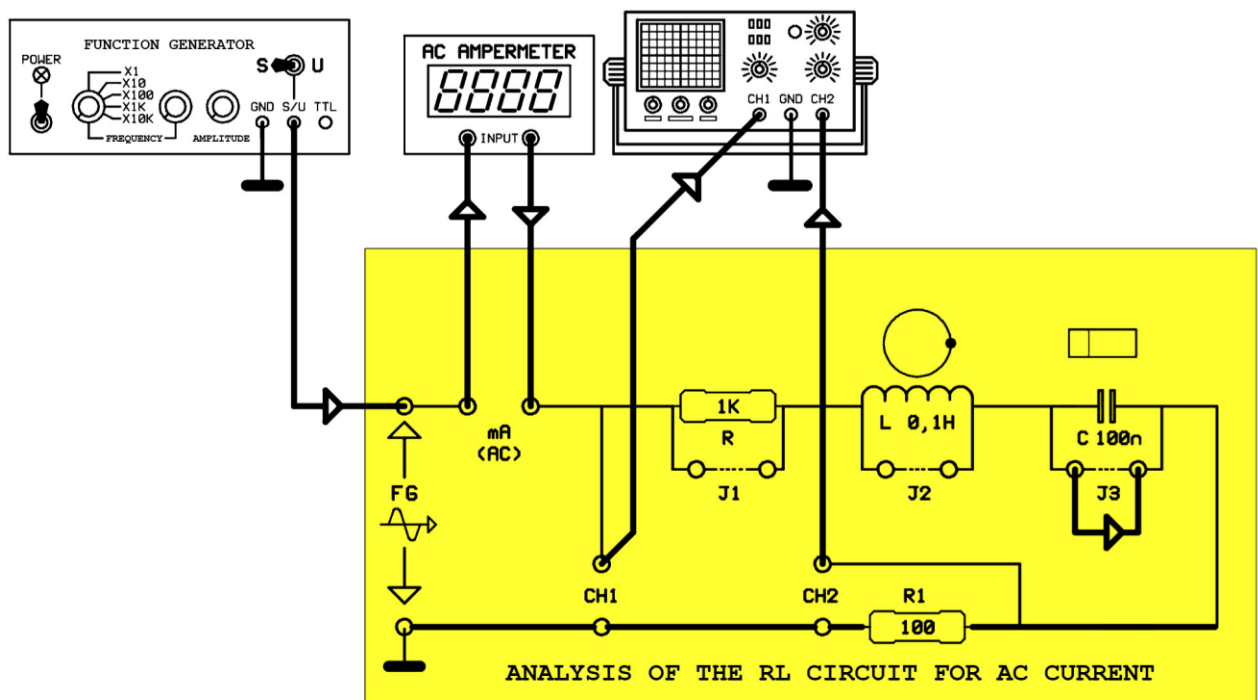 FUNCTION GENERATOR
POWER
X1
X10
X100
X1K
X10K
FREQUENCY
AMPLITUDE
S U
GND S/U TTL
AC AMPERMETER
8888
INPUT
CH1 GND CH2
mA
(AC)
FG
1K
R
J1
L 0,1H
J2
C 100n
J3
CH1
CH2
R1
100
ANALYSIS OF THE RL CIRCUIT FOR AC CURRENT